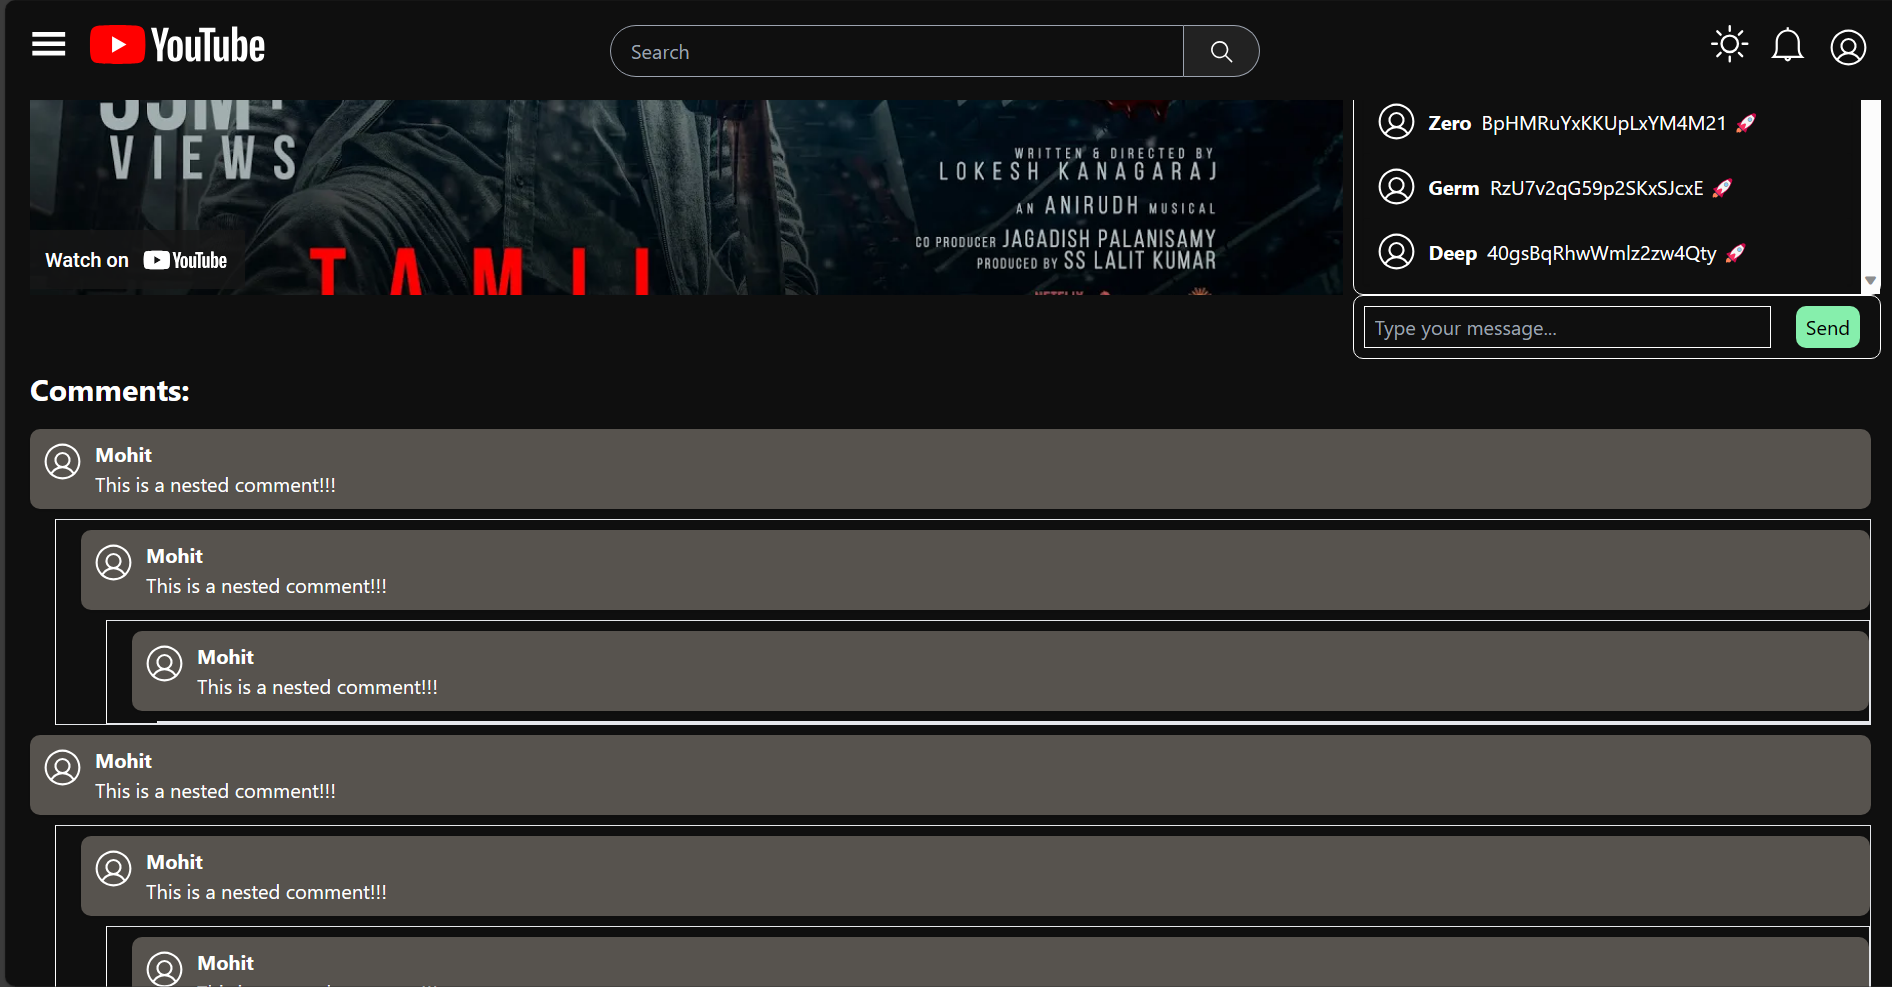 YouTube
Search
VIEWS
WRITTEN & DIRECTED BY
LOKESH KANAGARAJ
AN ANIRUDH MUSICAL
CO PRODUCER JAGADISH PALANISAMY
PRODUCED BY SS LALIT KUMAR
Watch on YouTube
TAMIL
Zero BpHMRuYxKKUpLxYM4M21 🚀
Germ RzU7v2qG59p2SKxSJcxE 🚀
Deep 40gsBqRhwWmlz2zw4Qty 🚀
Type your message...
Send
Comments:
Mohit
This is a nested comment!!!
Mohit
This is a nested comment!!!
Mohit
This is a nested comment!!!
Mohit
This is a nested comment!!!
Mohit
This is a nested comment!!!
Mohit